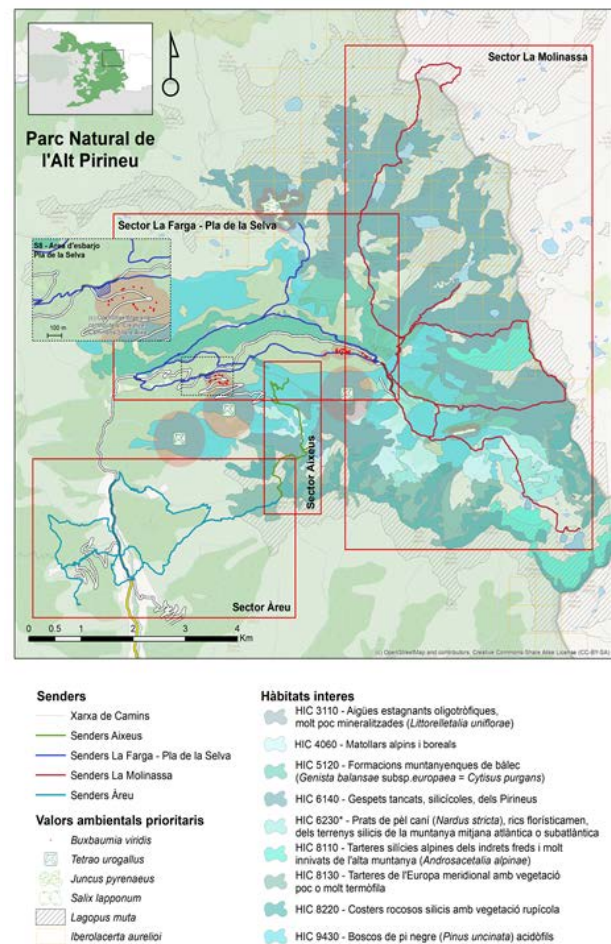 Parc Natural de
l'Alt Pirineu
Sector La Molinassa
Sector La Farga - Pla de la Selva
S8 - Àrea d'esbarjo
Pla de la Selva
100 m
Sector Aixeus
Sector Àreu
0 0.5 1 2 3 4
Km
(c) OpenStreetMap and contributors, Creative Commons Share Alike License (CC-BY-SA)
Senders
Xarxa de Camins
Senders Aixeus
Senders La Farga - Pla de la Selva
Senders La Molinassa
Senders Àreu
Valors ambientals prioritaris
Buxbaumia viridis
Tetrao urogallus
Juncus pyrenaeus
Salix lapponum
Lagopus muta
Iberolacerta aurelioi
Hàbitats interes
HIC 3110 - Aigües estagnants oligotròfiques,
molt poc mineralitzades (Littorelletalia uniflorae)
HIC 4060 - Matollars alpins i boreals
HIC 5120 - Formacions muntanyenques de bàlec
(Genista balansae subsp.europaea = Cytisus purgans)
HIC 6140 - Gespets tancats, silicícoles, dels Pirineus
HIC 6230* - Prats de pèl caní (Nardus stricta), rics florísticamen,
dels terrenys silicis de la muntanya mitjana atlàntica o subatlàntica
HIC 8110 - Tarteres silícies alpines dels indrets freds i molt
innivats de l'alta muntanya (Androsacetalia alpinae)
HIC 8130 - Tarteres de l'Europa meridional amb vegetació
poc o molt termòfila
HIC 8220 - Costers rocosos silicis amb vegetació rupícola
HIC 9430 - Boscos de pi negre (Pinus uncinata) acidòfils